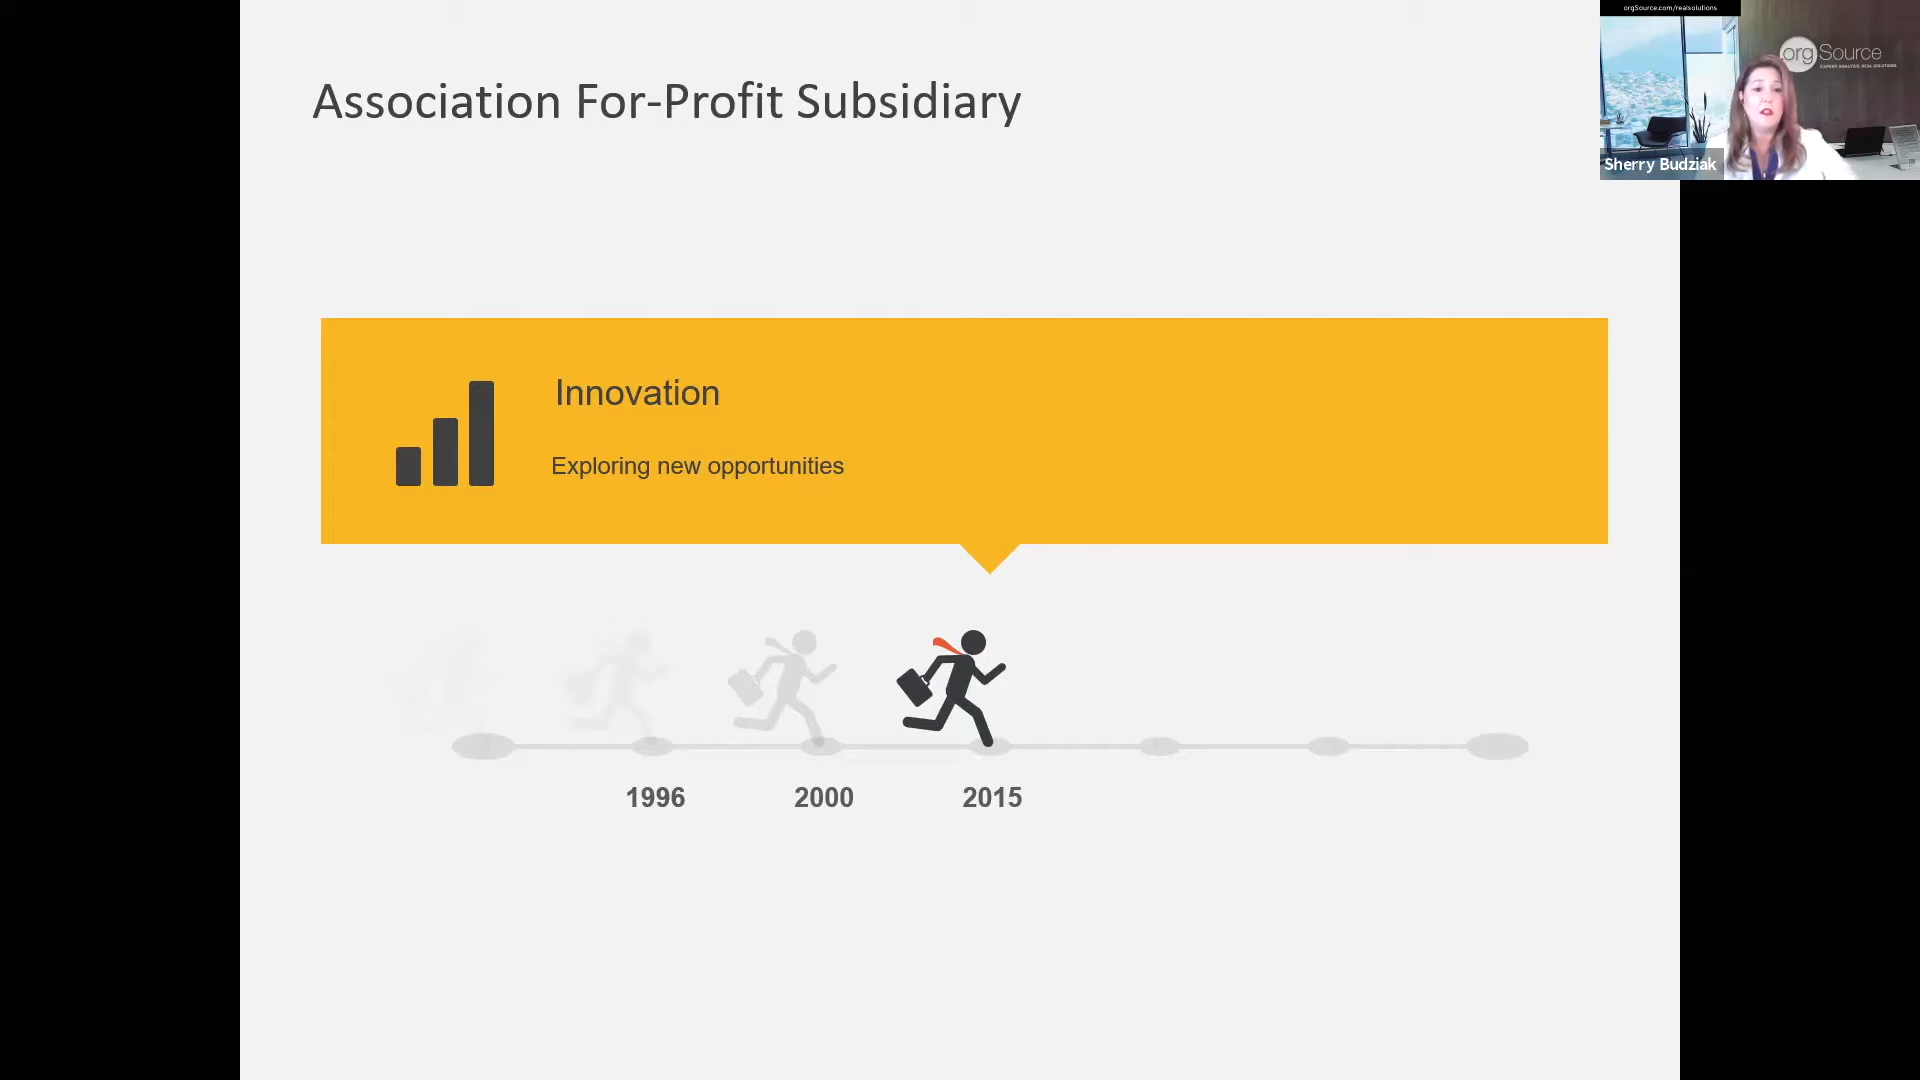 orgSource.com/realsolutions
orgSource
EXPERT ANALYSIS. REAL SOLUTIONS
Sherry Budziak
Association For-Profit Subsidiary
Innovation
Exploring new opportunities
1996
2000
2015